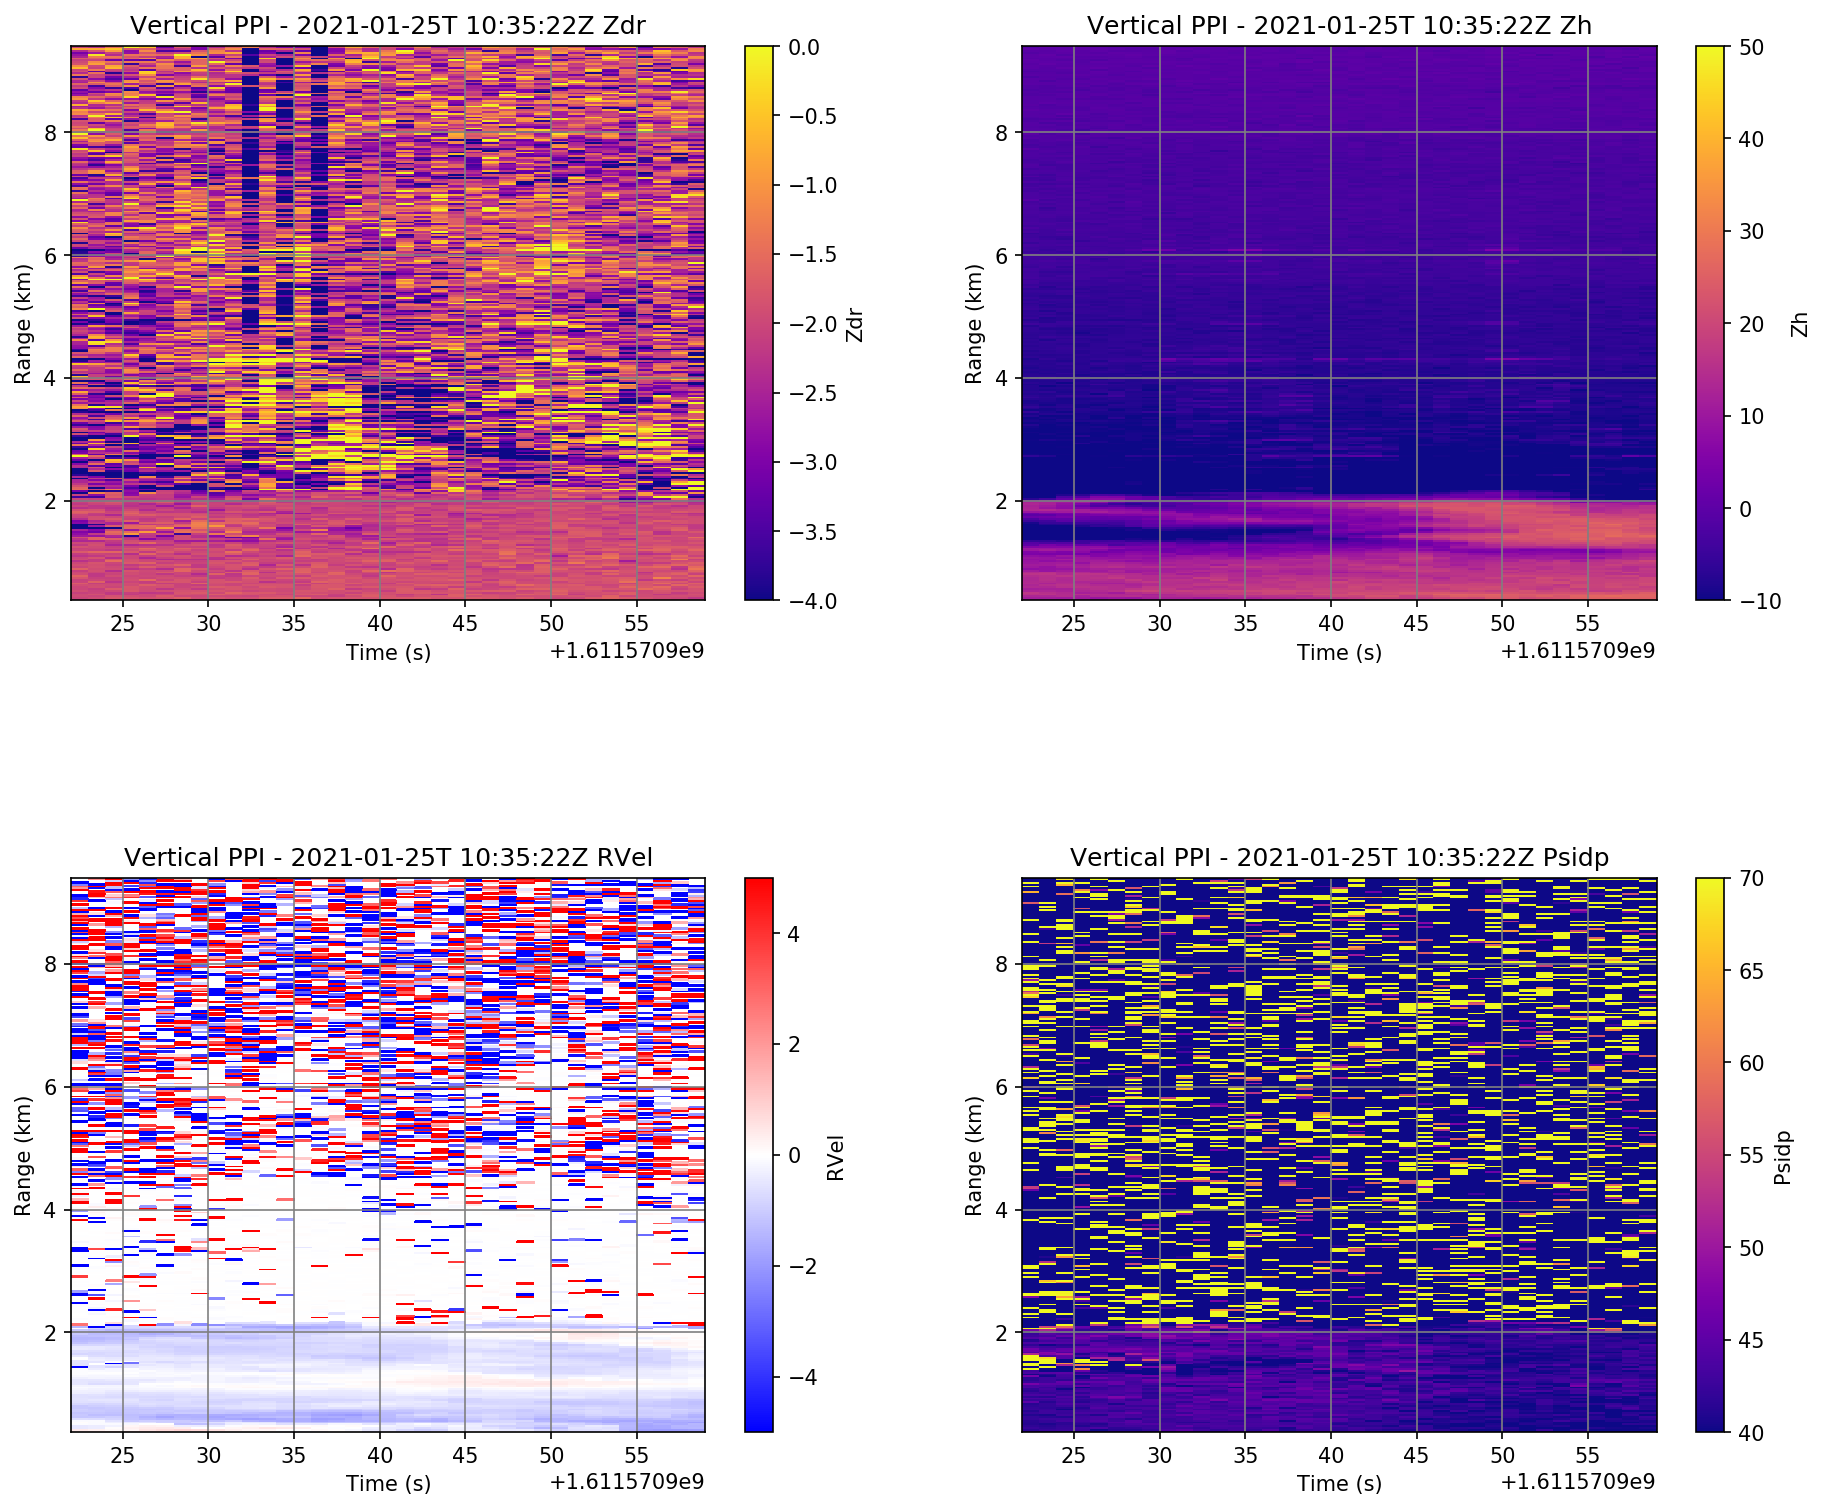 Vertical PPI - 2021-01-25T 10:35:22Z Zdr
Range (km)
8
6
4
2
25 30 35 40 45 50 55
Time (s)
+1.6115709e9
0.0
−0.5
−1.0
−1.5
−2.0
−2.5
−3.0
−3.5
−4.0
Zdr
Vertical PPI - 2021-01-25T 10:35:22Z Zh
Range (km)
8
6
4
2
25 30 35 40 45 50 55
Time (s)
+1.6115709e9
50
40
30
20
10
0
−10
Zh
Vertical PPI - 2021-01-25T 10:35:22Z RVel
Range (km)
8
6
4
2
25 30 35 40 45 50 55
Time (s)
+1.6115709e9
4
2
0
−2
−4
RVel
Vertical PPI - 2021-01-25T 10:35:22Z Psidp
Range (km)
8
6
4
2
25 30 35 40 45 50 55
Time (s)
+1.6115709e9
70
65
60
55
50
45
40
Psidp